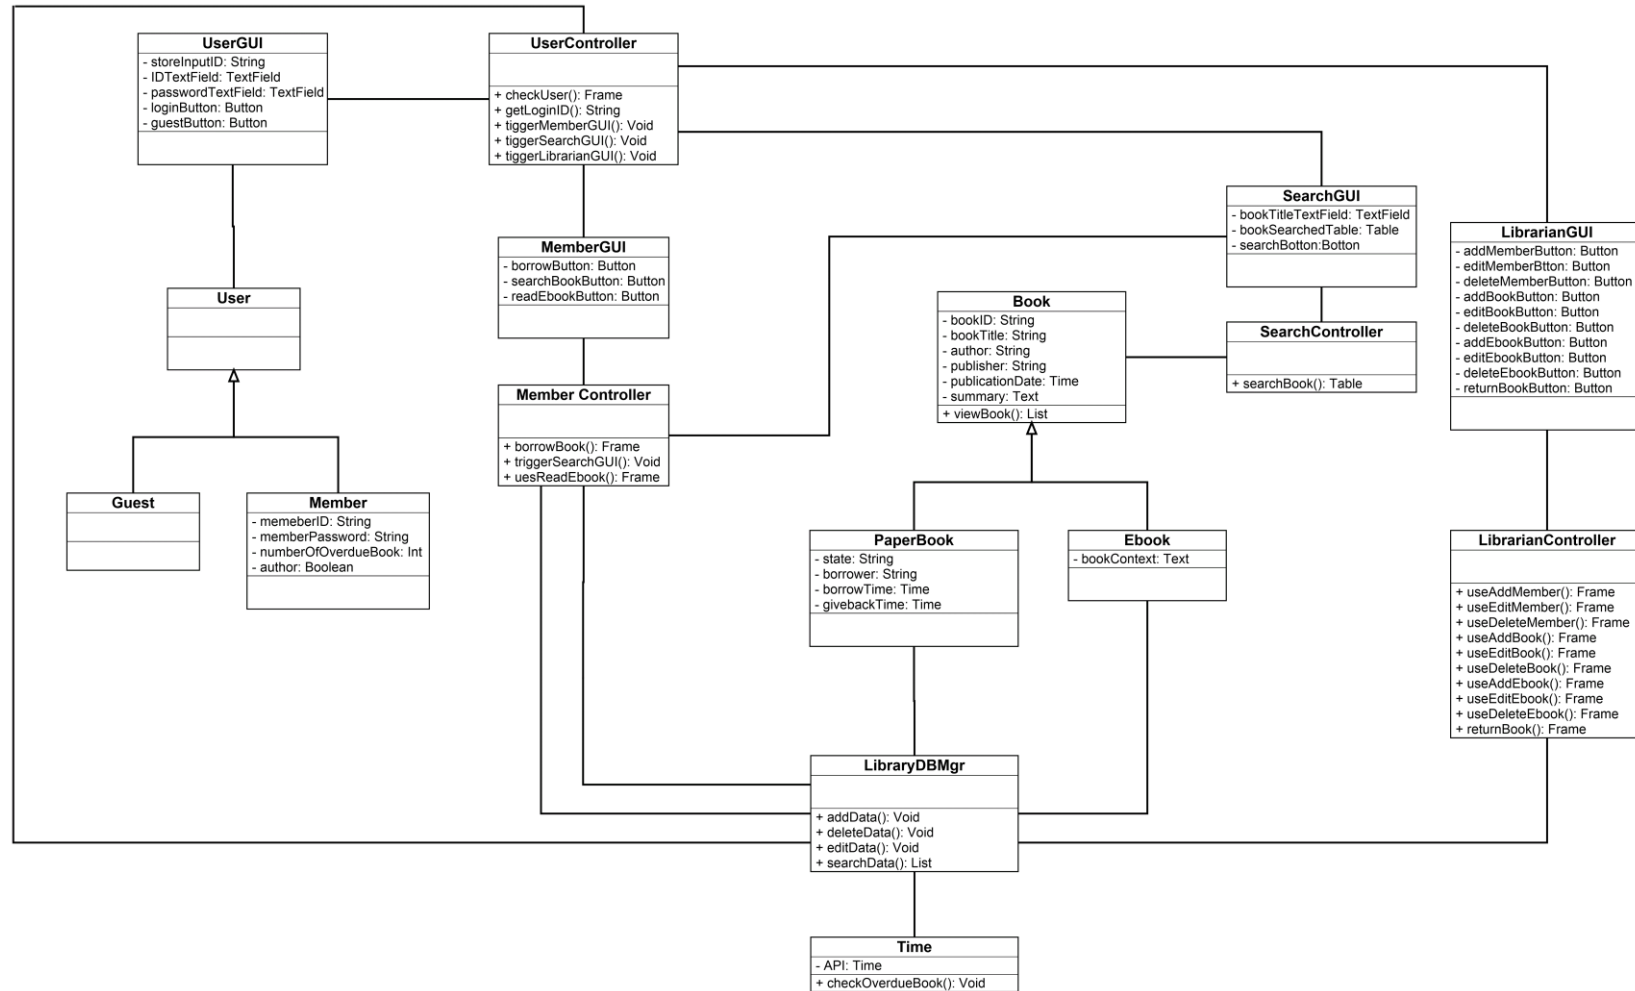 UserGUI
- storeInputID: String
- IDTextField: TextField
- passwordTextField: TextField
- loginButton: Button
- guestButton: Button
UserController
+ checkUser(): Frame
+ getLoginID(): String
+ tiggerMemberGUI(): Void
+ tiggerSearchGUI(): Void
+ tiggerLibrarianGUI(): Void
SearchGUI
- bookTitleTextField: TextField
- bookSearchedTable: Table
- searchBotton:Botton
LibrarianGUI
- addMemberButton: Button
- editMemberBtton: Button
- deleteMemberButton: Button
- addBookButton: Button
- editBookButton: Button
- deleteBookButton: Button
- addEbookButton: Button
- editEbookButton: Button
- deleteEbookButton: Button
- returnBookButton: Button
MemberGUI
- borrowButton: Button
- searchBookButton: Button
- readEbookButton: Button
User
Book
- bookID: String
- bookTitle: String
- author: String
- publisher: String
- publicationDate: Time
- summary: Text
+ viewBook(): List
SearchController
+ searchBook(): Table
Member Controller
+ borrowBook(): Frame
+ triggerSearchGUI(): Void
+ uesReadEbook(): Frame
Guest
Member
- memeberID: String
- memberPassword: String
- numberOfOverdueBook: Int
- author: Boolean
PaperBook
- state: String
- borrower: String
- borrowTime: Time
- givebackTime: Time
Ebook
- bookContext: Text
LibrarianController
+ useAddMember(): Frame
+ useEditMember(): Frame
+ useDeleteMember(): Frame
+ useAddBook(): Frame
+ useEditBook(): Frame
+ useDeleteBook(): Frame
+ useAddEbook(): Frame
+ useEditEbook(): Frame
+ useDeleteEbook(): Frame
+ returnBook(): Frame
LibraryDBMgr
+ addData(): Void
+ deleteData(): Void
+ editData(): Void
+ searchData(): List
Time
- API: Time
+ checkOverdueBook(): Void